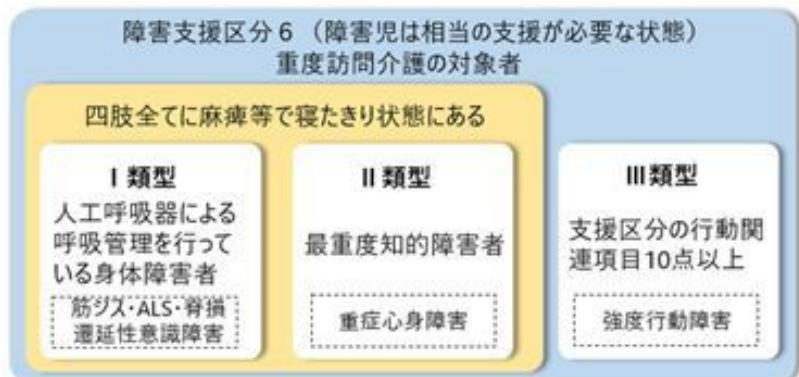 障害支援区分6（障害児は相当の支援が必要な状態）
重度訪問介護の対象者
四肢全てに麻痺等で寝たきり状態にある
Ⅰ類型
人工呼吸器による
呼吸管理を行って
いる身体障害者
筋ジス・ALS・脊損
遷延性意識障害
Ⅱ類型
最重度知的障害者
重症心身障害
Ⅲ類型
支援区分の行動関
連項目10点以上
強度行動障害